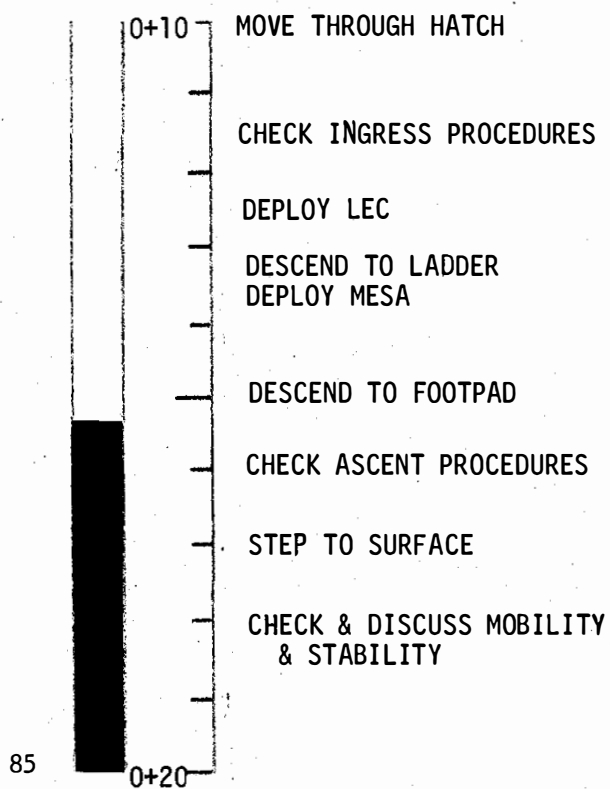 0+10 MOVE THROUGH HATCH
CHECK INGRESS PROCEDURES
DEPLOY LEC
DESCEND TO LADDER
DEPLOY MESA
DESCEND TO FOOTPAD
CHECK ASCENT PROCEDURES
STEP TO SURFACE
CHECK & DISCUSS MOBILITY
& STABILITY
85
0+20